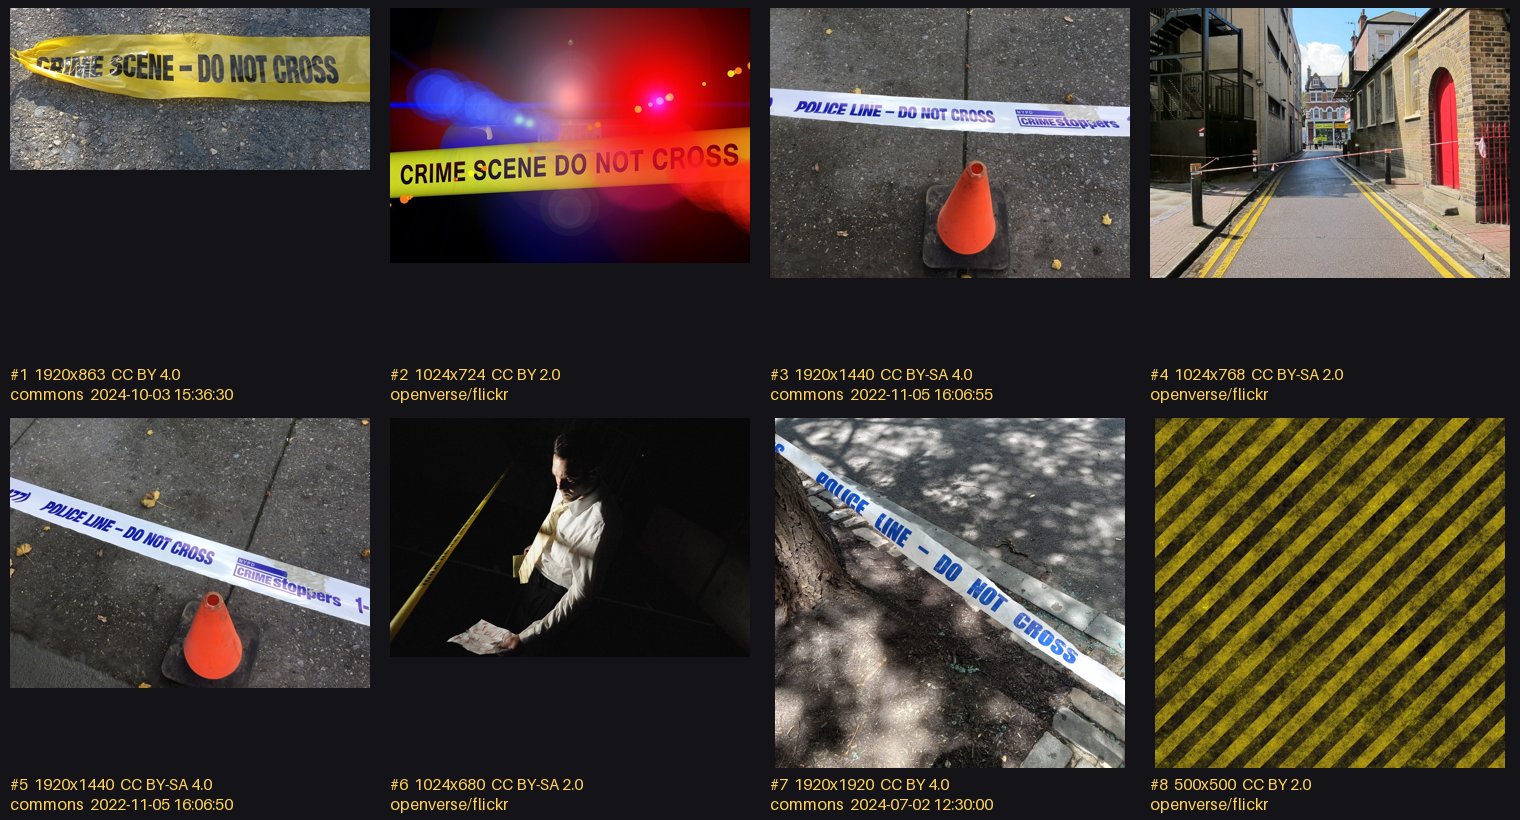 CRIME SCENE – DO NOT CROSS
CRIME SCENE DO NOT CROSS
POLICE LINE – DO NOT CROSS
NYPD
CRIMEstoppers
#1 1920x863 CC BY 4.0
commons 2024-10-03 15:36:30
#2 1024x724 CC BY 2.0
openverse/flickr
#3 1920x1440 CC BY-SA 4.0
commons 2022-11-05 16:06:55
#4 1024x768 CC BY-SA 2.0
openverse/flickr
POLICE LINE – DO NOT CROSS
NYPD
CRIMEstoppers 1-
POLICE LINE – DO NOT CROSS
#5 1920x1440 CC BY-SA 4.0
commons 2022-11-05 16:06:50
#6 1024x680 CC BY-SA 2.0
openverse/flickr
#7 1920x1920 CC BY 4.0
commons 2024-07-02 12:30:00
#8 500x500 CC BY 2.0
openverse/flickr